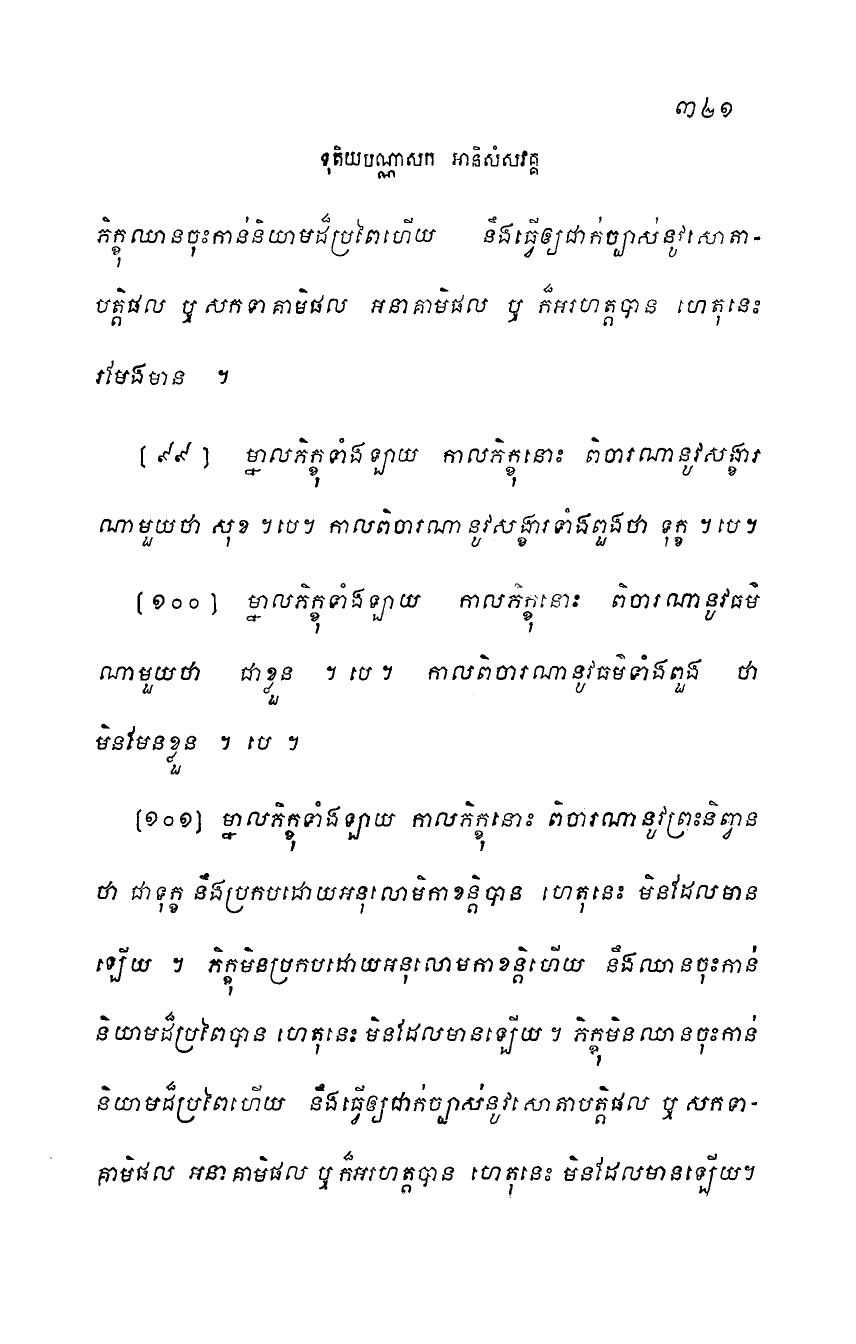 ៣៤១
ទុតិយបណ្ណាសក អានិសំសវគ្គ
ភិក្ខុឈានចុះកាន់និយាមដ៏ប្រពៃហើយ នឹងធ្វើឲ្យជាក់ច្បាស់នូវសោតា-
បត្តិផល ឬ សកទាគាមិផល អនាគាមិផល ឬ ក៏អរហត្តបាន ហេតុនេះ
រមែងមាន ។
[៩៩] ម្នាលភិក្ខុទាំងឡាយ កាលភិក្ខុនោះ ពិចារណានូវសង្ខារ
ណាមួយថា សុខ ។បេ។ កាលពិចារណានូវសង្ខារទាំងពួងថា ទុក្ខ ។បេ។
[១០០] ម្នាលភិក្ខុទាំងឡាយ កាលភិក្ខុនោះ ពិចារណានូវធម៌
ណាមួយថា ជាខ្លួន ។ បេ ។ កាលពិចារណានូវធម៌ទាំងពួង ថា
មិនមែនខ្លួន ។ បេ ។
[១០១] ម្នាលភិក្ខុទាំងឡាយ កាលភិក្ខុនោះ ពិចារណានូវព្រះនិព្វាន
ថា ជាទុក្ខ នឹងប្រកបដោយអនុលោមិកាខន្តិបាន ហេតុនេះ មិនដែលមាន
ឡើយ ។ ភិក្ខុមិនប្រកបដោយអនុលោមកាខន្តិហើយ នឹងឈានចុះកាន់
និយាមដ៏ប្រពៃបាន ហេតុនេះ មិនដែលមានឡើយ ។ ភិក្ខុមិនឈានចុះកាន់
និយាមដ៏ប្រពៃហើយ នឹងធ្វើឲ្យជាក់ច្បាស់នូវសោតាបត្តិផល ឬ សកទា-
គាមិផល អនាគាមិផល ឬ ក៏អរហត្តបាន ហេតុនេះ មិនដែលមានឡើយ។